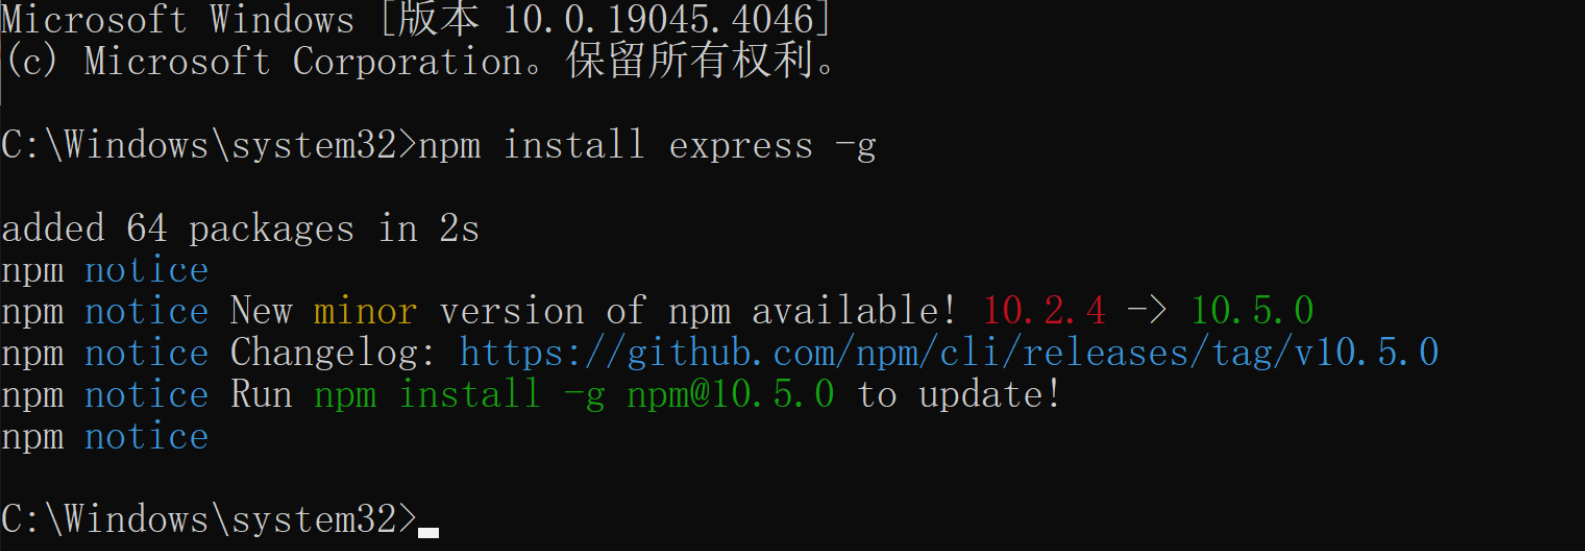 Microsoft Windows [版本 10.0.19045.4046]
(c) Microsoft Corporation。保留所有权利。
C:\Windows\system32>npm install express -g
added 64 packages in 2s
npm notice
npm notice New minor version of npm available! 10.2.4 -> 10.5.0
npm notice Changelog: https://github.com/npm/cli/releases/tag/v10.5.0
npm notice Run npm install -g npm@10.5.0 to update!
npm notice
C:\Windows\system32>